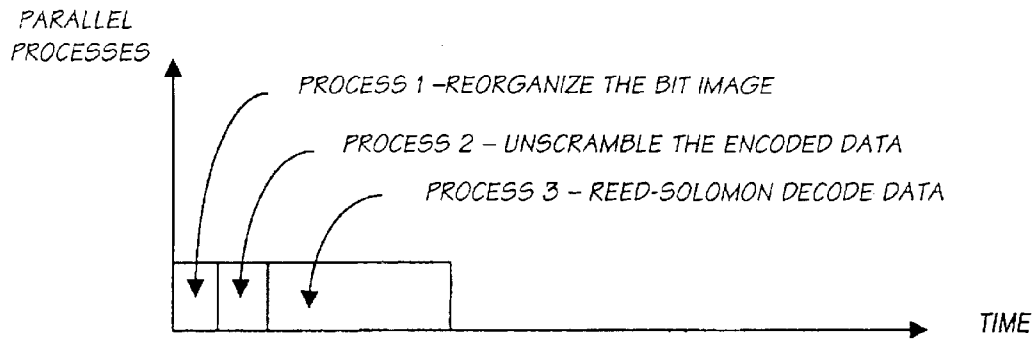 PARALLEL
PROCESSES
PROCESS 1 –REORGANIZE THE BIT IMAGE
PROCESS 2 – UNSCRAMBLE THE ENCODED DATA
PROCESS 3 – REED-SOLOMON DECODE DATA
TIME